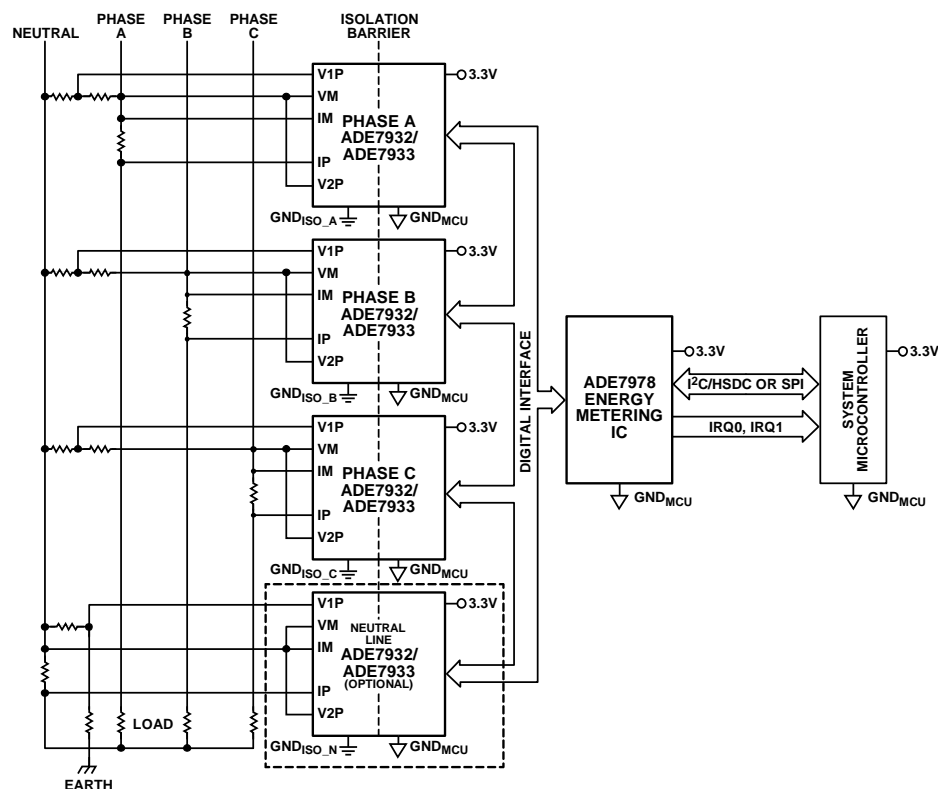 NEUTRAL
PHASE
A
PHASE
B
PHASE
C
ISOLATION
BARRIER
V1P
VM
IM
IP
V2P
PHASE A
ADE7932/
ADE7933
3.3V
GNDISO_A
GNDMCU
V1P
VM
IM
IP
V2P
PHASE B
ADE7932/
ADE7933
3.3V
GNDISO_B
GNDMCU
V1P
VM
IM
IP
V2P
PHASE C
ADE7932/
ADE7933
3.3V
GNDISO_C
GNDMCU
V1P
VM
IM
IP
V2P
NEUTRAL
LINE
ADE7932/
ADE7933
(OPTIONAL)
3.3V
GNDISO_N
GNDMCU
LOAD
EARTH
DIGITAL INTERFACE
ADE7978
ENERGY
METERING
IC
3.3V
GNDMCU
I2C/HSDC OR SPI
IRQ0, IRQ1
SYSTEM
MICROCONTROLLER
3.3V
GNDMCU